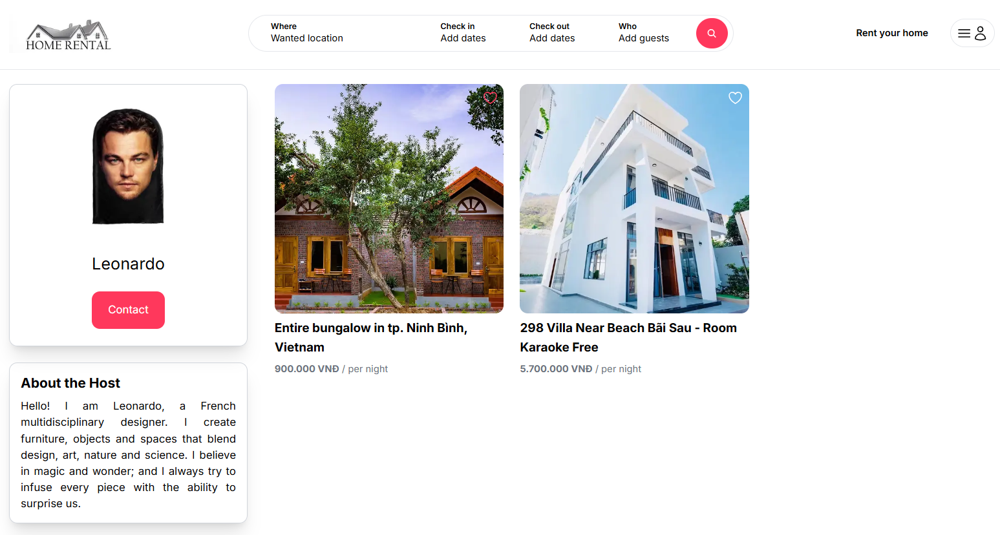 HOME RENTAL
Where
Wanted location
Check in
Add dates
Check out
Add dates
Who
Add guests
Rent your home
Leonardo
Contact
About the Host
Hello! I am Leonardo, a French
multidisciplinary designer. I create
furniture, objects and spaces that blend
design, art, nature and science. I believe
in magic and wonder; and I always try to
infuse every piece with the ability to
surprise us.
Entire bungalow in tp. Ninh Bình,
Vietnam
900.000 VNĐ / per night
298 Villa Near Beach Bãi Sau - Room
Karaoke Free
5.700.000 VNĐ / per night